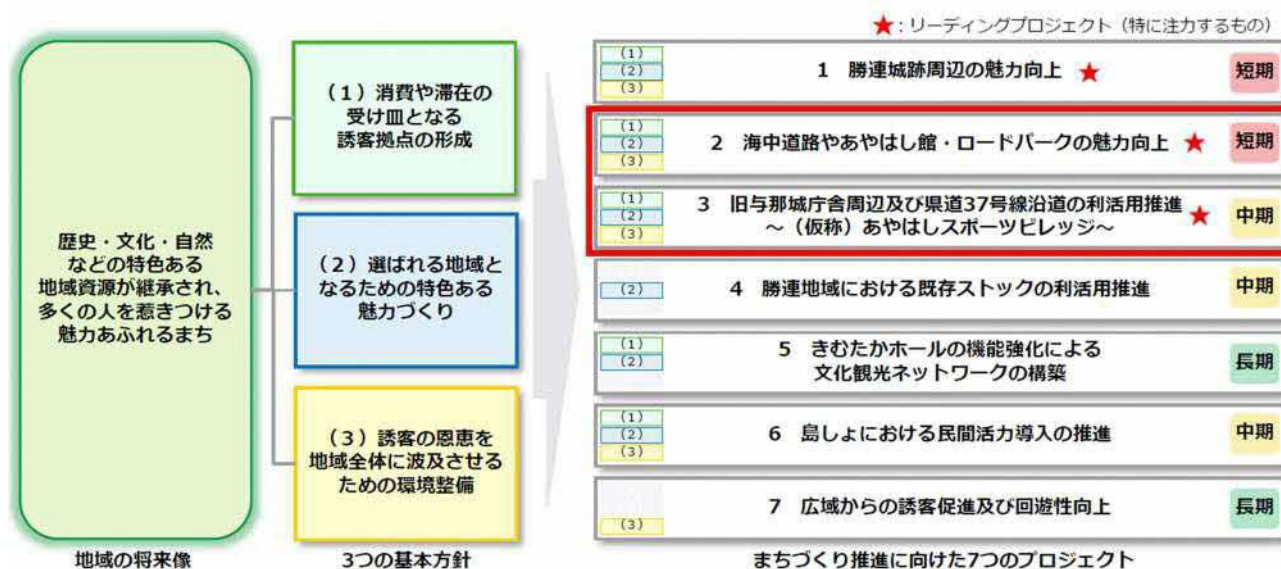 ★：リーディングプロジェクト（特に注力するもの）
歴史・文化・自然
などの特色ある
地域資源が継承され、
多くの人を惹きつける
魅力あふれるまち
地域の将来像
（１）消費や滞在の
受け皿となる
誘客拠点の形成
（２）選ばれる地域と
なるための特色ある
魅力づくり
（３）誘客の恩恵を
地域全体に波及させる
ための環境整備
3つの基本方針
(1)
(2)
(3)
1　勝連城跡周辺の魅力向上 ★
短期
(1)
(2)
(3)
2　海中道路やあやはし館・ロードパークの魅力向上 ★
短期
(1)
(2)
(3)
3　旧与那城庁舎周辺及び県道37号線沿道の利活用推進
～（仮称）あやはしスポーツビレッジ～ ★
中期
(2)
4　勝連地域における既存ストックの利活用推進
中期
(1)
(2)
5　きむたかホールの機能強化による
文化観光ネットワークの構築
長期
(1)
(2)
(3)
6　島しょにおける民間活力導入の推進
中期
(3)
7　広域からの誘客促進及び回遊性向上
長期
まちづくり推進に向けた7つのプロジェクト